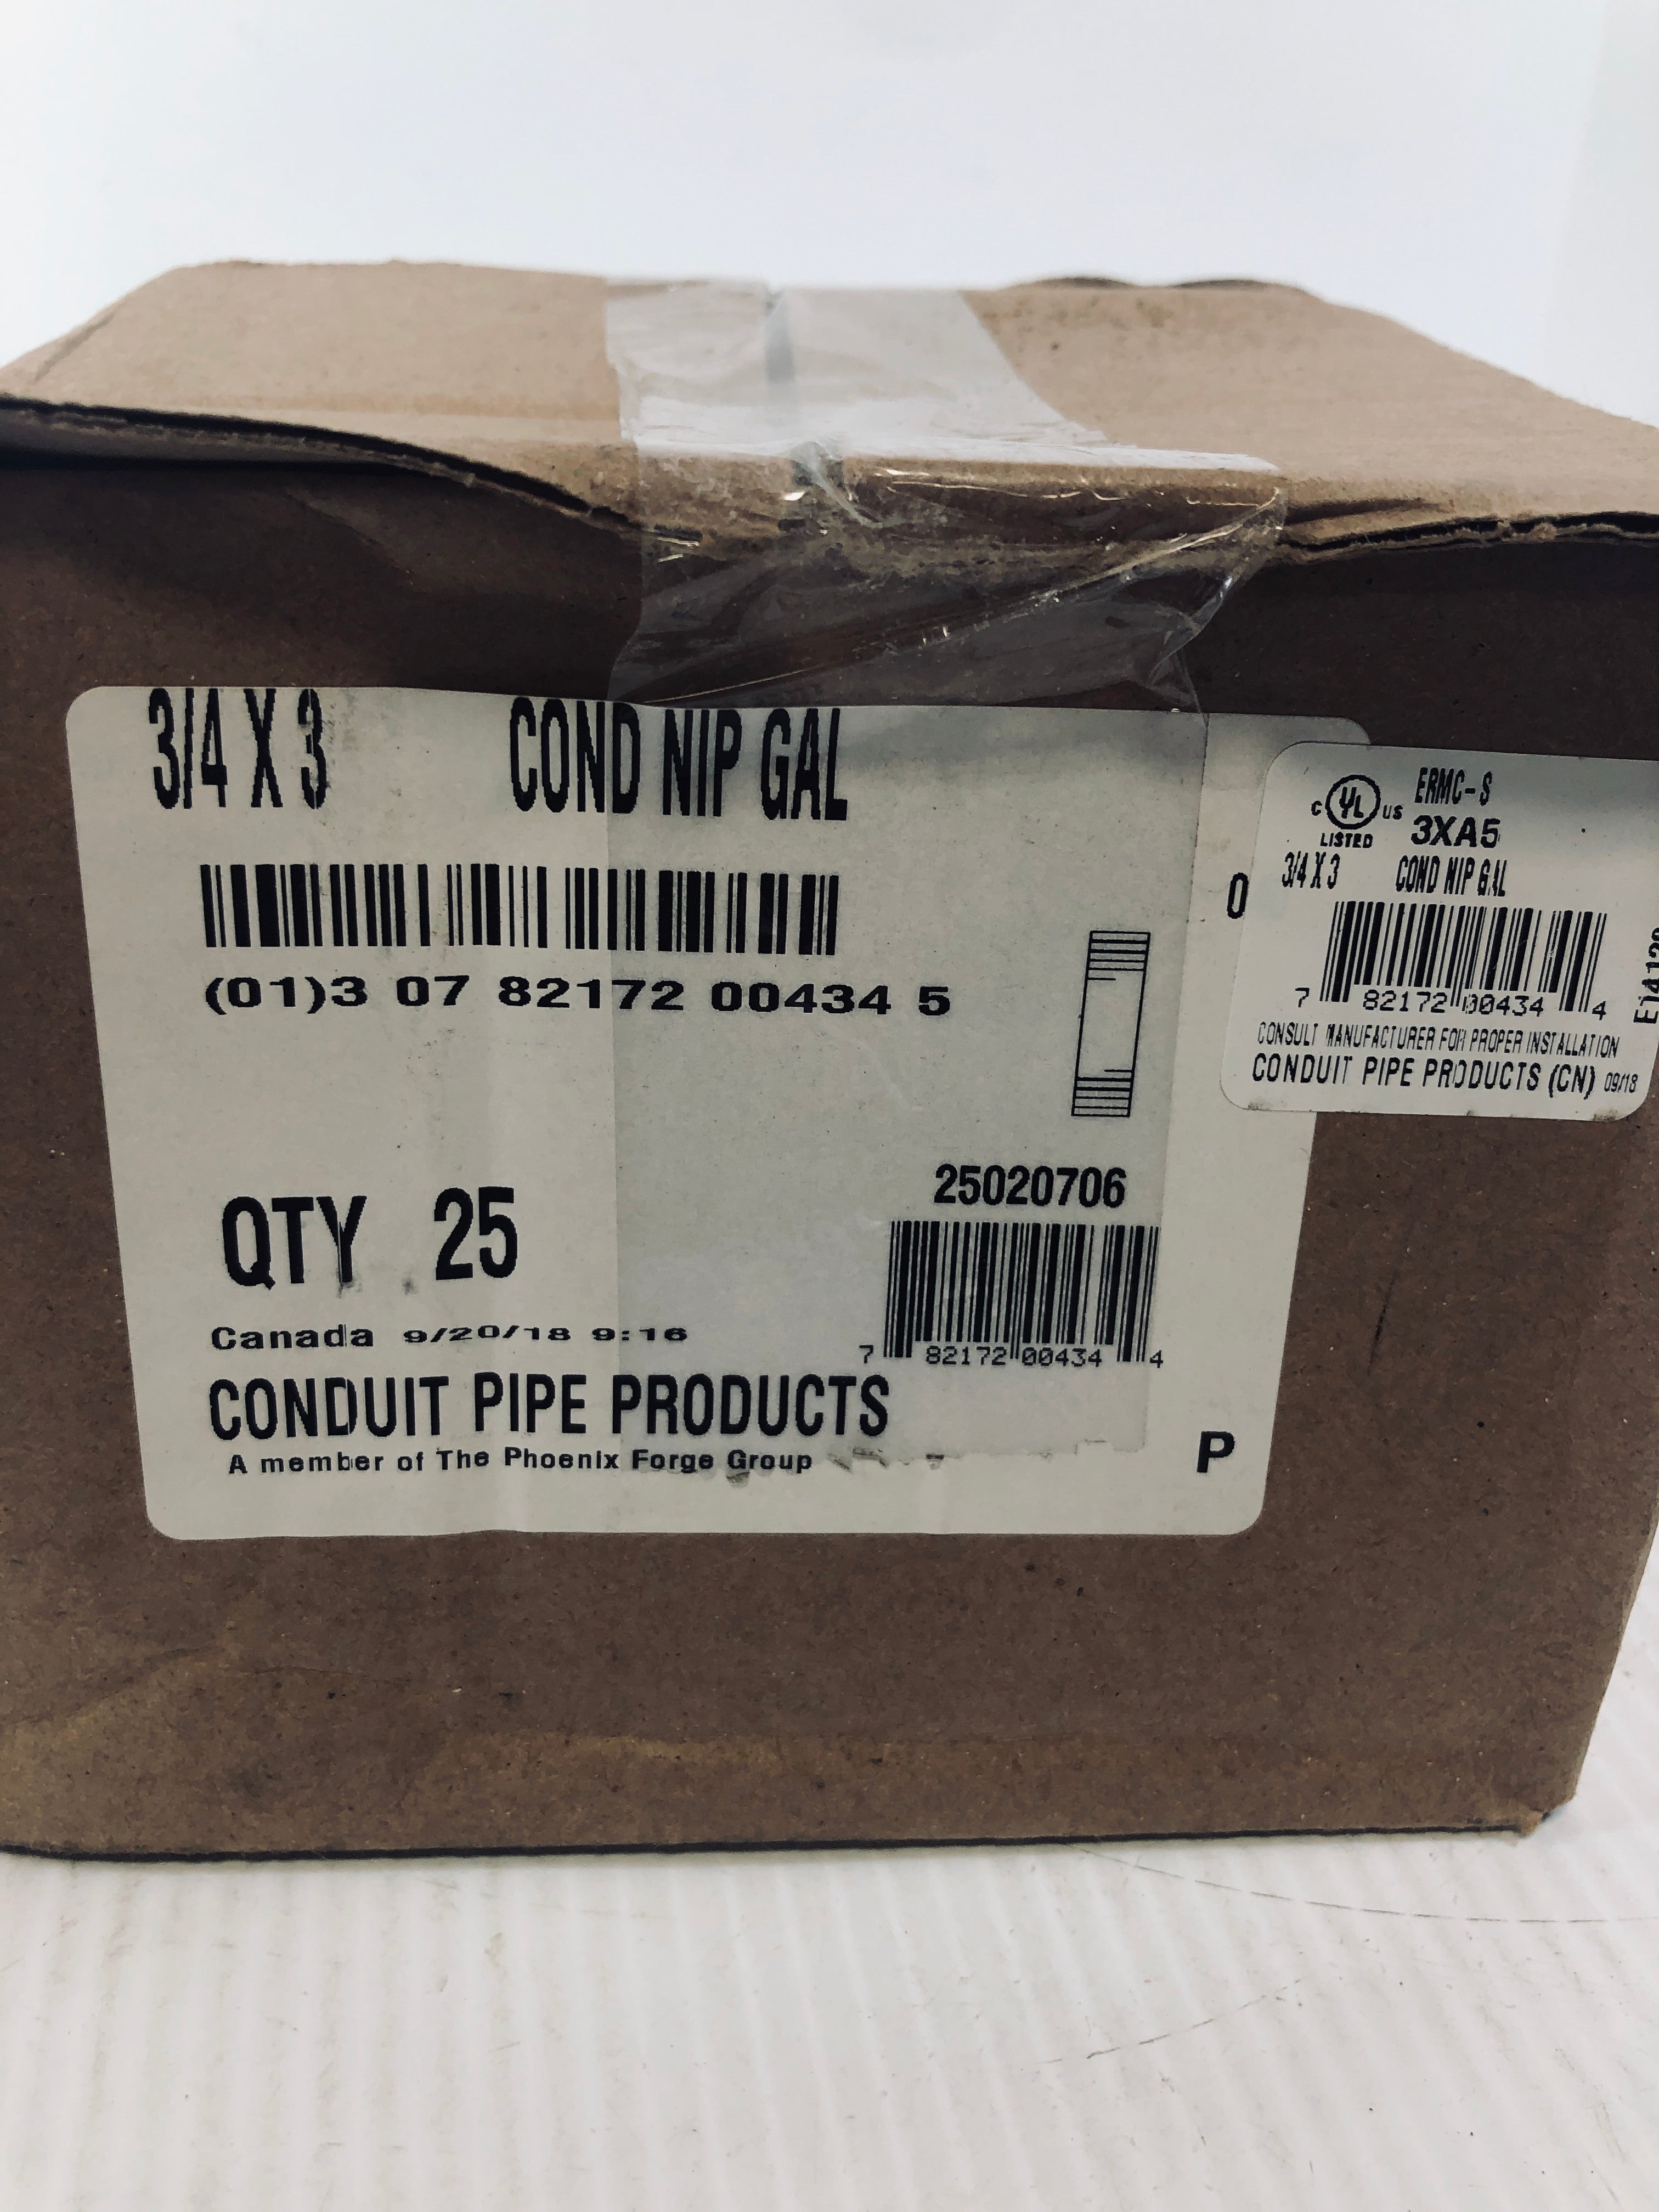 3/4 X 3 COND NIP GAL
(01)3 07 82172 00434 5
0
QTY 25
25020706
7 82172 00434 4
Canada 9/20/18 9:16
CONDUIT PIPE PRODUCTS
A member of The Phoenix Forge Group
P
C UL US ERMC-S
LISTED 3XA5
3/4 X 3 COND NIP GAL
7 82172 00434 4
CONSULT MANUFACTURER FOR PROPER INSTALLATION
CONDUIT PIPE PRODUCTS (CN) 09/18